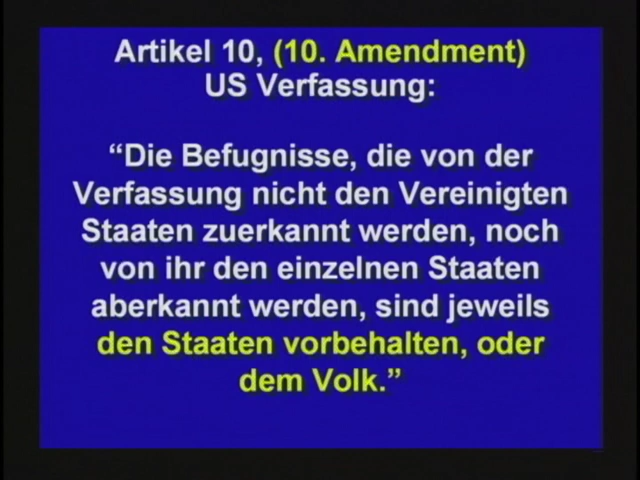 Artikel 10, (10. Amendment)
US Verfassung:
“Die Befugnisse, die von der
Verfassung nicht den Vereinigten
Staaten zuerkannt werden, noch
von ihr den einzelnen Staaten
aberkannt werden, sind jeweils
den Staaten vorbehalten, oder
dem Volk.”